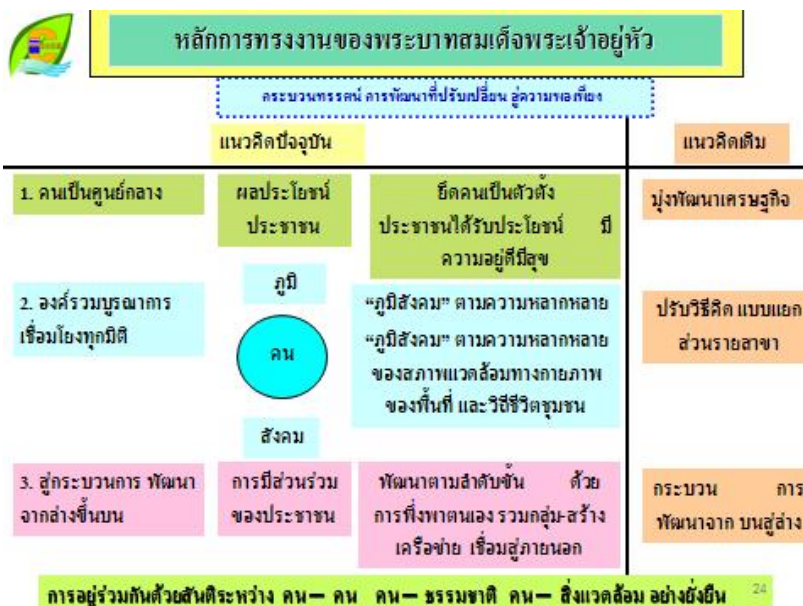 หลักการทรงงานของพระบาทสมเด็จพระเจ้าอยู่หัว
กระบวนทรรศน์ การพัฒนาที่ปรับเปลี่ยน สู่ความพอเพียง
แนวคิดปัจจุบัน
แนวคิดเดิม
1. คนเป็นศูนย์กลาง
ผลประโยชน์
ประชาชน
ยึดคนเป็นตัวตั้ง
ประชาชนได้รับประโยชน์ มี
ความอยู่ดีมีสุข
มุ่งพัฒนาเศรษฐกิจ
2. องค์รวมบูรณาการ
เชื่อมโยงทุกมิติ
ภูมิ
คน
สังคม
“ภูมิสังคม” ตามความหลากหลาย
“ภูมิสังคม” ตามความหลากหลาย
ของสภาพแวดล้อมทางกายภาพ
ของพื้นที่ และวิถีชีวิตชุมชน
ปรับวิธีคิด แบบแยก
ส่วนรายสาขา
3. สู่กระบวนการ พัฒนา
จากล่างขึ้นบน
การมีส่วนร่วม
ของประชาชน
พัฒนาตามลำดับขั้น ด้วย
การพึ่งพาตนเอง รวมกลุ่ม-สร้าง
เครือข่าย เชื่อมสู่ภายนอก
กระบวน การ
พัฒนาจาก บนสู่ล่าง
การอยู่ร่วมกันด้วยสันติระหว่าง คน— คน คน— ธรรมชาติ คน— สิ่งแวดล้อม อย่างยั่งยืน
24